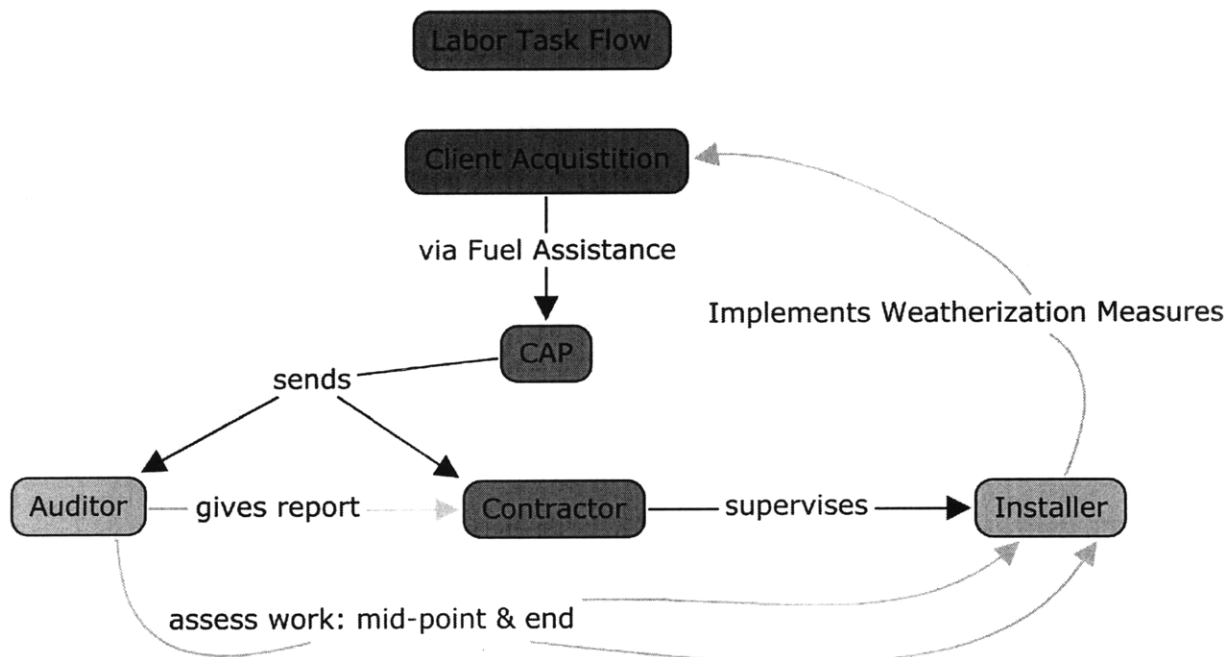 Labor Task Flow
Client Acquistition
via Fuel Assistance
Implements Weatherization Measures
CAP
sends
Auditor
gives report
Contractor
supervises
Installer
assess work: mid-point & end